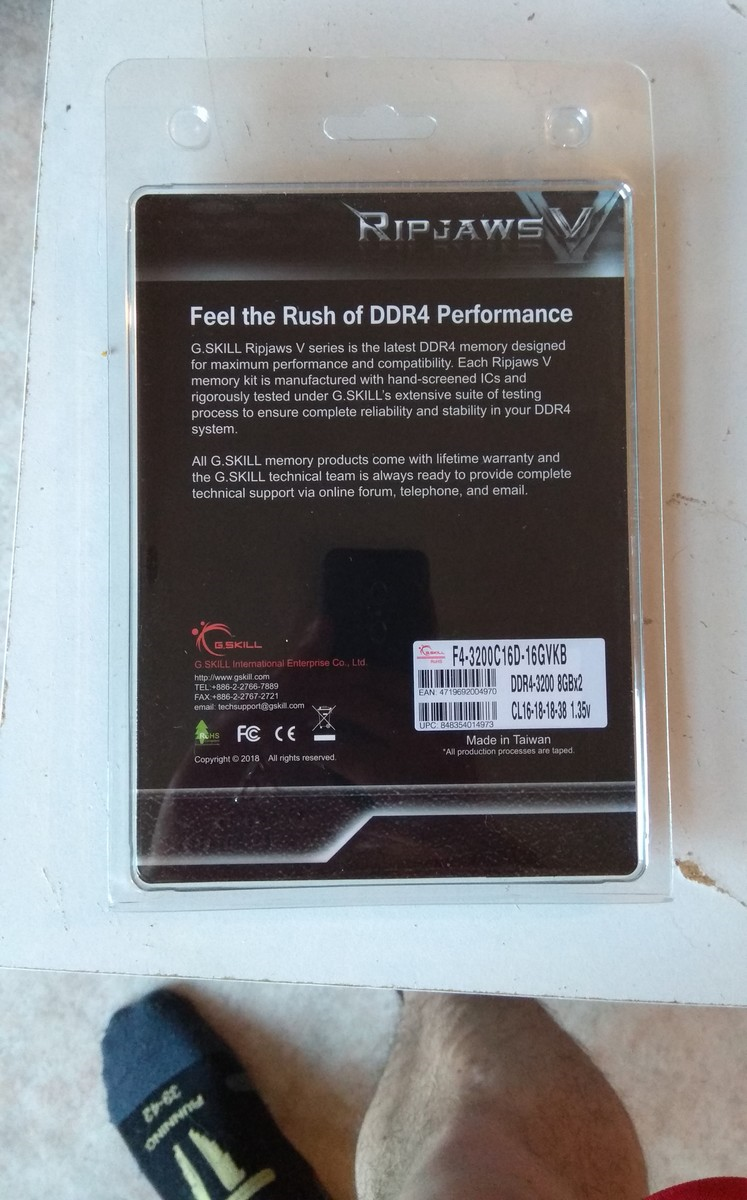 RIPJAWS V
Feel the Rush of DDR4 Performance
G.SKILL Ripjaws V series is the latest DDR4 memory designed
for maximum performance and compatibility. Each Ripjaws V
memory kit is manufactured with hand-screened ICs and
rigorously tested under G.SKILL's extensive suite of testing
process to ensure complete reliability and stability in your DDR4
system.
All G.SKILL memory products come with lifetime warranty and
the G.SKILL technical team is always ready to provide complete
technical support via online forum, telephone, and email.
G.SKILL
G.SKILL International Enterprise Co., Ltd.
http://www.gskill.com
TEL:+886-2-2766-7889
FAX:+886-2-2767-2721
email: techsupport@gskill.com
RoHS
FC CE
Copyright © 2018 All rights reserved.
G.SKILL
F4-3200C16D-16GVKB
EAN: 4719692004970
DDR4-3200 8GBx2
CL16-18-18-38 1.35v
UPC: 848354014973
Made in Taiwan
*All production processes are taped.
RUNNING
39-42